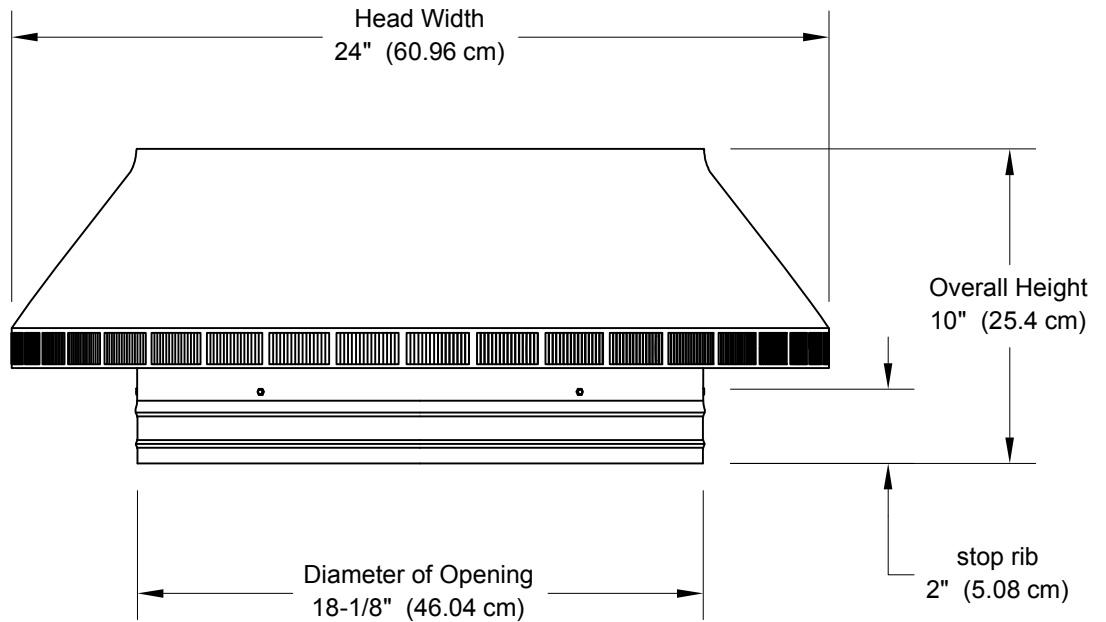 Head Width
24" (60.96 cm)
Overall Height
10" (25.4 cm)
stop rib
2" (5.08 cm)
Diameter of Opening
18-1/8" (46.04 cm)